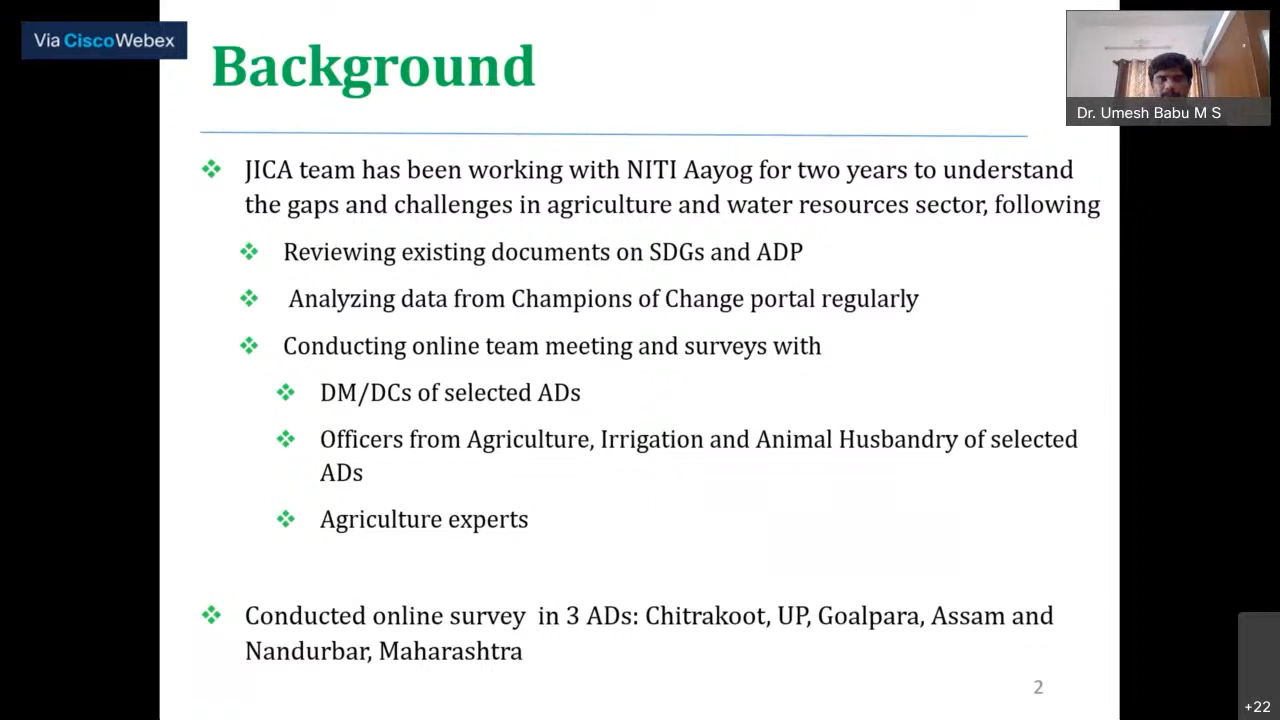 Via CiscoWebex
Background
Dr. Umesh Babu M S
JICA team has been working with NITI Aayog for two years to understand
the gaps and challenges in agriculture and water resources sector, following
Reviewing existing documents on SDGs and ADP
Analyzing data from Champions of Change portal regularly
Conducting online team meeting and surveys with
DM/DCs of selected ADs
Officers from Agriculture, Irrigation and Animal Husbandry of selected
ADs
Agriculture experts
Conducted online survey in 3 ADs: Chitrakoot, UP, Goalpara, Assam and
Nandurbar, Maharashtra
2
+22